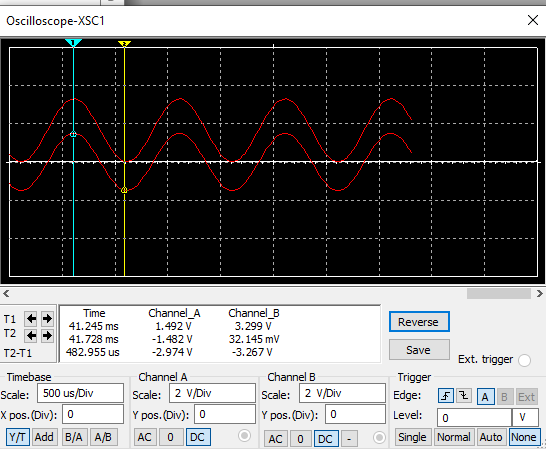 Oscilloscope-XSC1
1 2
T1
T2
T2-T1
Time Channel_A Channel_B
41.245 ms 1.492 V 3.299 V
41.728 ms -1.482 V 32.145 mV
482.955 us -2.974 V -3.267 V
Reverse
Save
Ext. trigger
Timebase
Scale: 500 us/Div
X pos.(Div): 0
Y/T Add B/A A/B
Channel A
Scale: 2 V/Div
Y pos.(Div): 0
AC 0 DC
Channel B
Scale: 2 V/Div
Y pos.(Div): 0
AC 0 DC -
Trigger
Edge: A B Ext
Level: 0 V
Single Normal Auto None